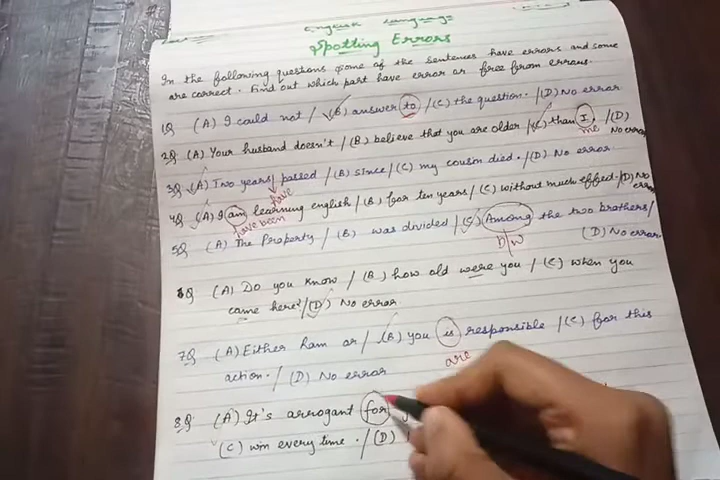 English Language
Spotting Errors
In the following questions some of the sentences have errors and some
are correct. Find out which part have error or free from errors.
1Q (A) I could not / (B) answer to / (C) the question. / (D) No error
2Q (A) Your husband doesn't / (B) believe that you are older / (C) than I. / (D)
me No error
3Q (A) Two years passed / (B) since / (C) my cousin died. / (D) No error
have
4Q (A) I am learning english / (B) for ten years / (C) without much effed. / (D) No
have been error
5Q (A) The Property / (B) was divided / (C) Among the two brothers /
B/w (D) No error
6Q (A) Do you know / (B) how old were you / (C) when you
came here? / (D) No error
7Q (A) Either Ram or / (B) you is responsible / (C) for this
are
action. / (D) No error
8Q (A) It's arrogant for
(C) win every time. / (D)